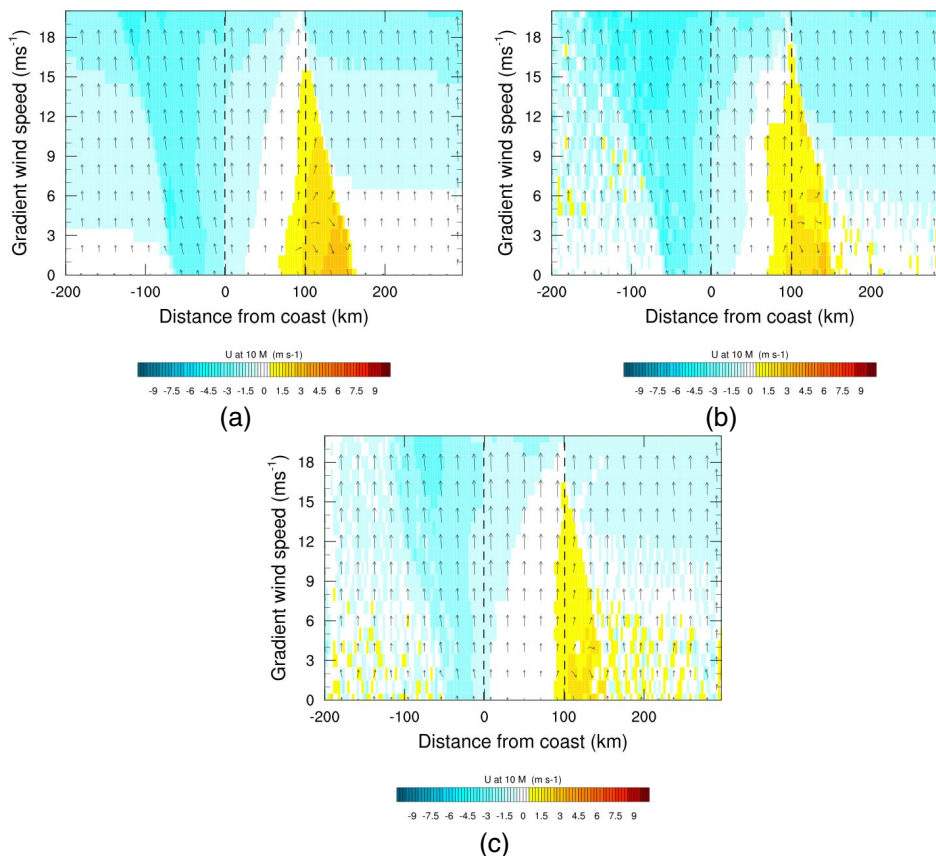 18
15
12
9
6
3
0
Gradient wind speed (ms⁻¹)
-200 -100 0 100 200
Distance from coast (km)
U at 10 M (m s-1)
-9 -7.5 -6 -4.5 -3 -1.5 0 1.5 3 4.5 6 7.5 9
(a)
18
15
12
9
6
3
0
Gradient wind speed (ms⁻¹)
-200 -100 0 100 200
Distance from coast (km)
U at 10 M (m s-1)
-9 -7.5 -6 -4.5 -3 -1.5 0 1.5 3 4.5 6 7.5 9
(b)
18
15
12
9
6
3
0
Gradient wind speed (ms⁻¹)
-200 -100 0 100 200
Distance from coast (km)
U at 10 M (m s-1)
-9 -7.5 -6 -4.5 -3 -1.5 0 1.5 3 4.5 6 7.5 9
(c)